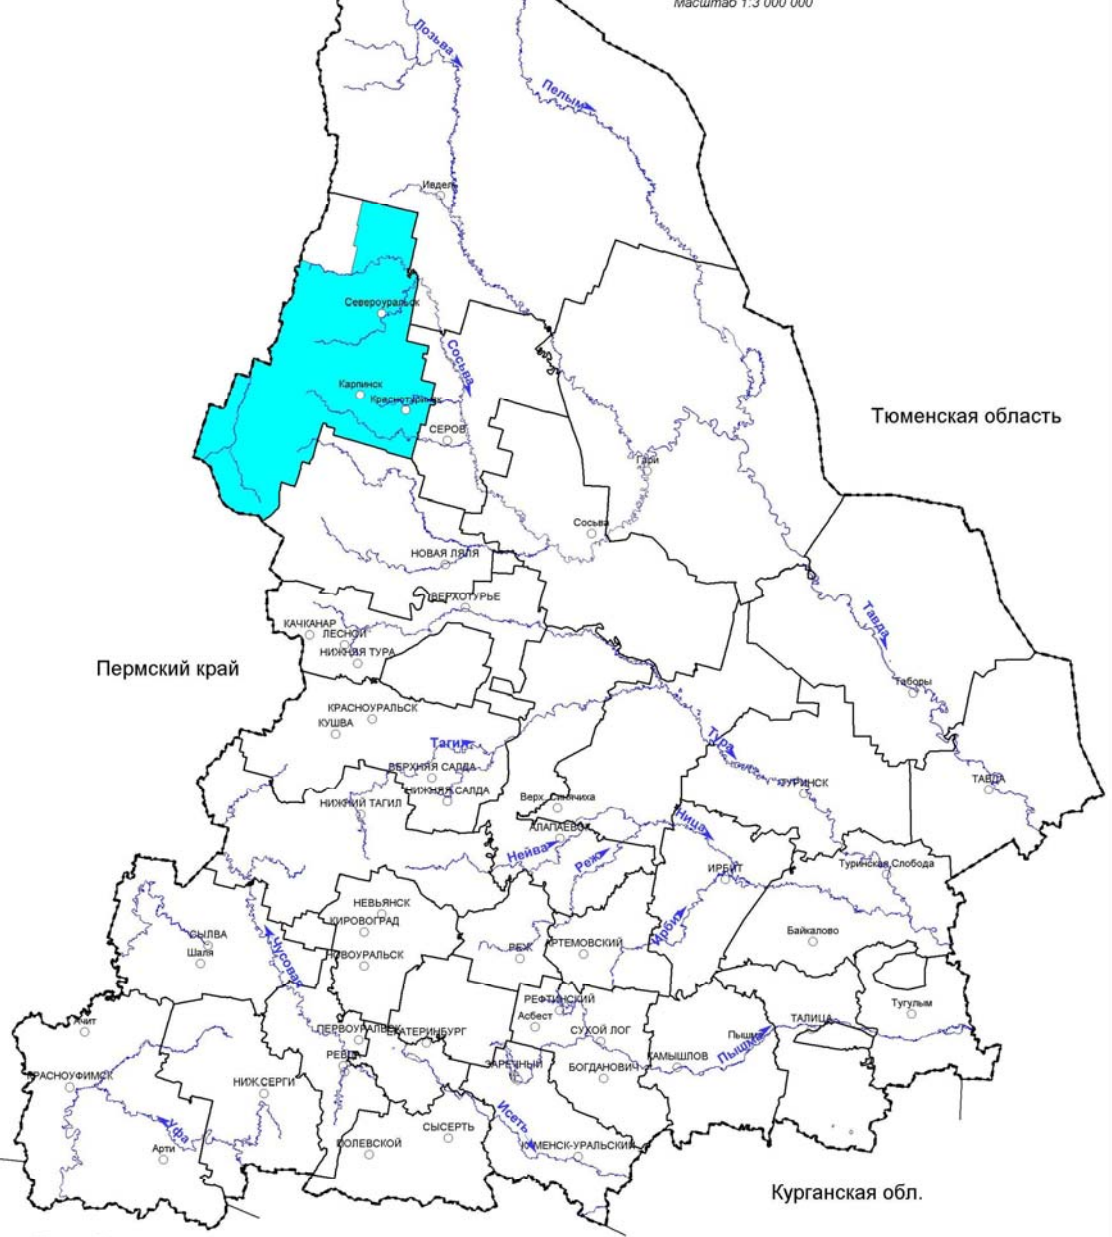 Масштаб 1:3 000 000
Лозьва
Пелым
Ивдель
Североуральск
Сосьва
Карпинск
Краснотурьинск
Тюменская область
СЕРОВ
Гари
Сосьва
НОВАЯ ЛЯЛЯ
ВЕРХОТУРЬЕ
Тавда
КАЧКАНАР
ЛЕСНОЙ
НИЖНЯЯ ТУРА
Пермский край
Таборы
КРАСНОУРАЛЬСК
КУШВА
Тагил
Тура
ВЕРХНЯЯ САЛДА
ТАВДА
ТУРИНСК
НИЖНЯЯ САЛДА
Верх. Синячиха
НИЖНИЙ ТАГИЛ
Ница
АЛАПАЕВСК
Нейва
Реж
Туринская Слобода
ИРБИТ
НЕВЬЯНСК
КИРОВОГРАД
Ирбит
Байкалово
СЫЛВА
Шаля
Чусовая
РЕЖ
АРТЕМОВСКИЙ
НОВОУРАЛЬСК
РЕФТИНСКИЙ
Тугулым
Асбест
ТАЛИЦА
Ачит
ПЕРВОУРАЛЬСК
ЕКАТЕРИНБУРГ
СУХОЙ ЛОГ
Пышма
Пышма
РЕВДА
ЗАРЕЧНЫЙ
БОГДАНОВИЧ
КАМЫШЛОВ
КРАСНОУФИМСК
НИЖ.СЕРГИ
Исеть
Уфа
СЫСЕРТЬ
Арти
ПОЛЕВСКОЙ
КАМЕНСК-УРАЛЬСКИЙ
Курганская обл.